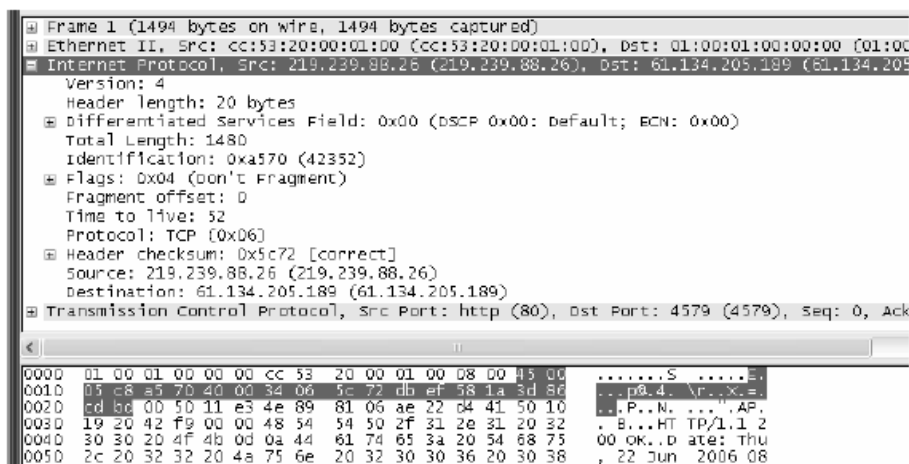 Frame 1 (1494 bytes on wire, 1494 bytes captured)
Ethernet II, Src: cc:53:20:00:01:00 (cc:53:20:00:01:00), Dst: 01:00:01:00:00:00 (01:00
Internet Protocol, Src: 219.239.88.26 (219.239.88.26), Dst: 61.134.205.189 (61.134.205
Version: 4
Header length: 20 bytes
Differentiated Services Field: 0x00 (DSCP 0x00: Default; ECN: 0x00)
Total Length: 1480
Identification: 0xa570 (42352)
Flags: 0x04 (Don't Fragment)
Fragment offset: 0
Time to live: 52
Protocol: TCP (0x06)
Header checksum: 0x5c72 [correct]
Source: 219.239.88.26 (219.239.88.26)
Destination: 61.134.205.189 (61.134.205.189)
Transmission Control Protocol, Src Port: http (80), Dst Port: 4579 (4579), Seq: 0, Ack
0000 01 00 01 00 00 00 cc 53 20 00 01 00 08 00 45 00 .......S .....E.
0010 05 c8 a5 70 40 00 34 06 5c 72 db ef 58 1a 3d 86 ...p@.4. \r..X.=.
0020 cd bd 00 50 11 e3 4e 89 81 06 ae 22 d4 41 50 10 ...P..N. ...".AP.
0030 19 20 42 f9 00 00 48 54 54 50 2f 31 2e 31 20 32 . B...HT TP/1.1 2
0040 30 30 20 4f 4b 0d 0a 44 61 74 65 3a 20 54 68 75 00 OK..D ate: Thu
0050 2c 20 32 32 20 4a 75 6e 20 32 30 30 36 20 30 38 , 22 Jun 2006 08